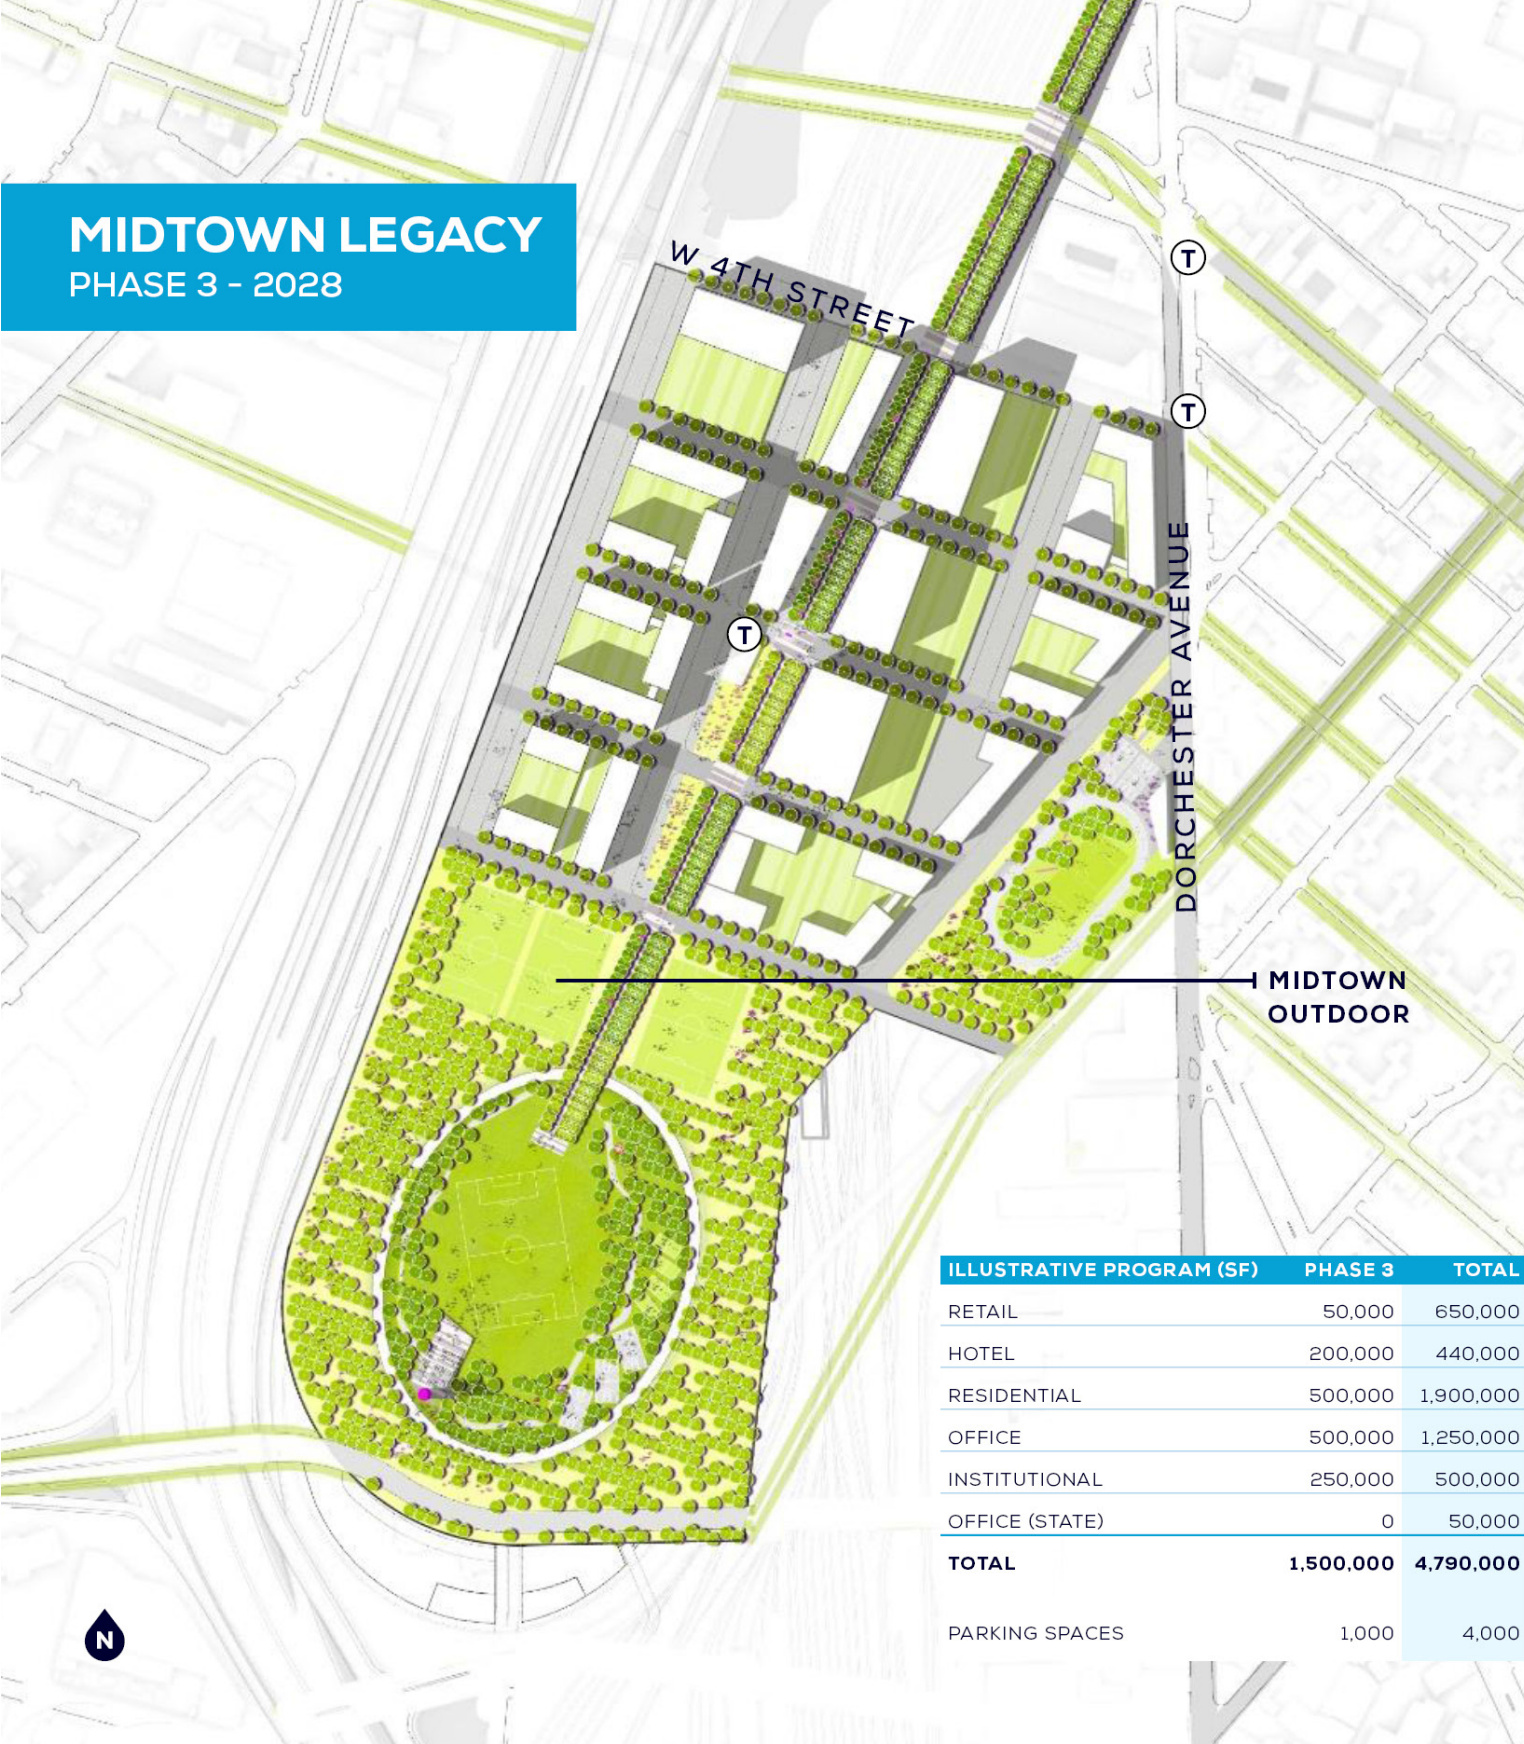 MIDTOWN LEGACY
PHASE 3 - 2028
W 4TH STREET
T
T
T
DORCHESTER AVENUE
MIDTOWN
OUTDOOR
ILLUSTRATIVE PROGRAM (SF) PHASE 3 TOTAL
RETAIL 50,000 650,000
HOTEL 200,000 440,000
RESIDENTIAL 500,000 1,900,000
OFFICE 500,000 1,250,000
INSTITUTIONAL 250,000 500,000
OFFICE (STATE) 0 50,000
TOTAL 1,500,000 4,790,000
PARKING SPACES 1,000 4,000
N